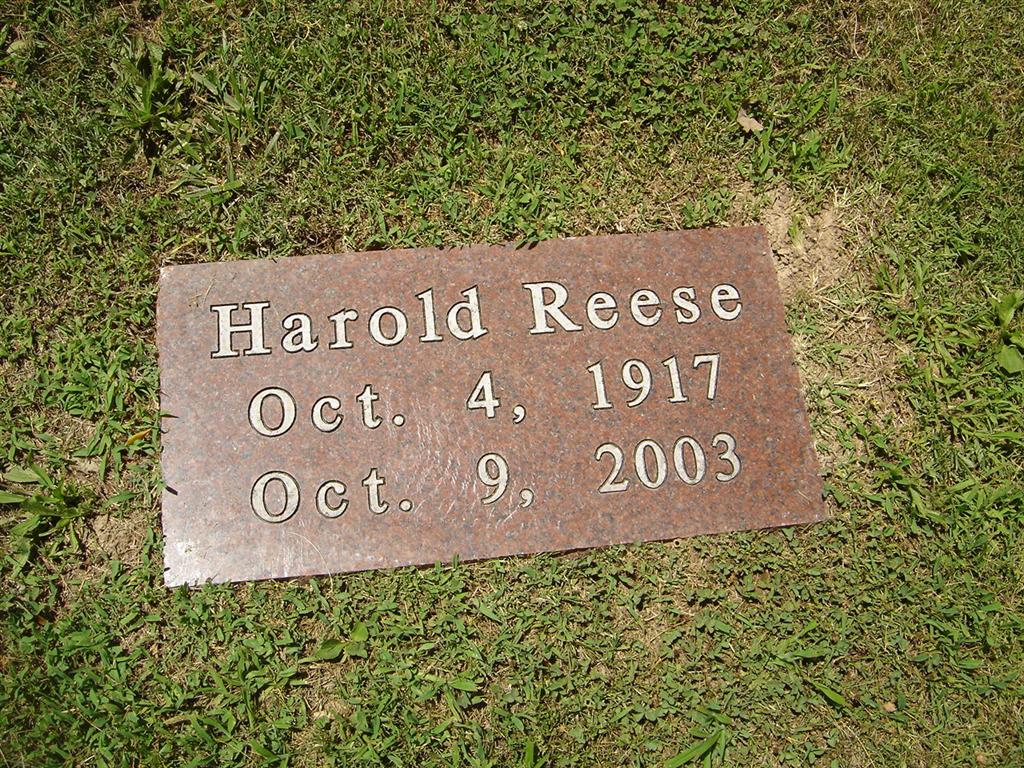 Harold Reese
Oct. 4, 1917
Oct. 9, 2003